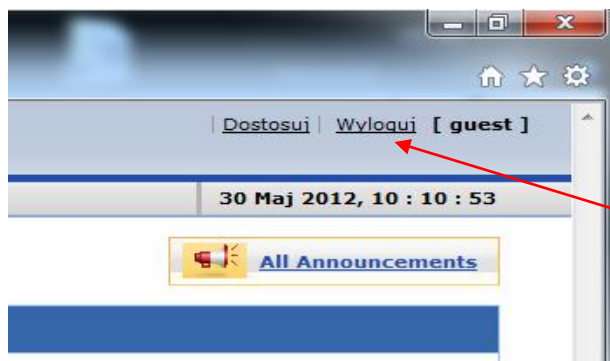 | Dostosuj | Wyloguj [ guest ]
30 Maj 2012, 10 : 10 : 53
All Announcements